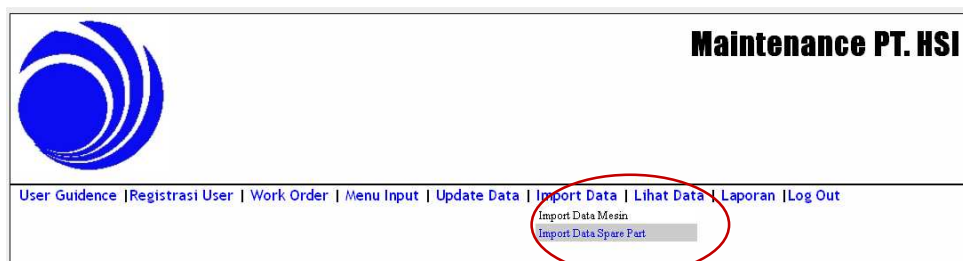 Maintenance PT. HSI
User Guidence |Registrasi User | Work Order | Menu Input | Update Data | Import Data | Lihat Data | Laporan |Log Out
Import Data Mesin
Import Data Spare Part